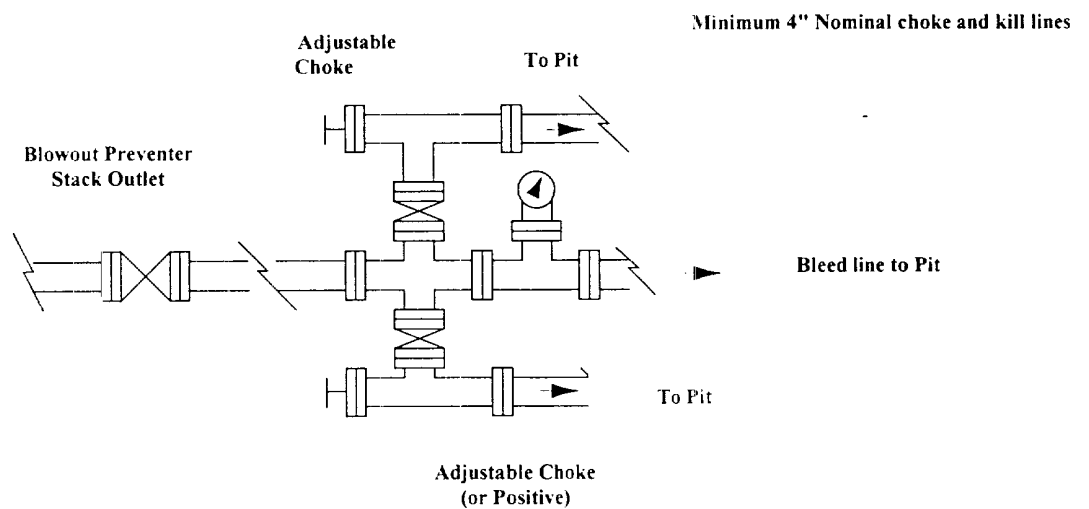 Minimum 4" Nominal choke and kill lines
Adjustable
Choke
To Pit
Blowout Preventer
Stack Outlet
Bleed line to Pit
To Pit
Adjustable Choke
(or Positive)